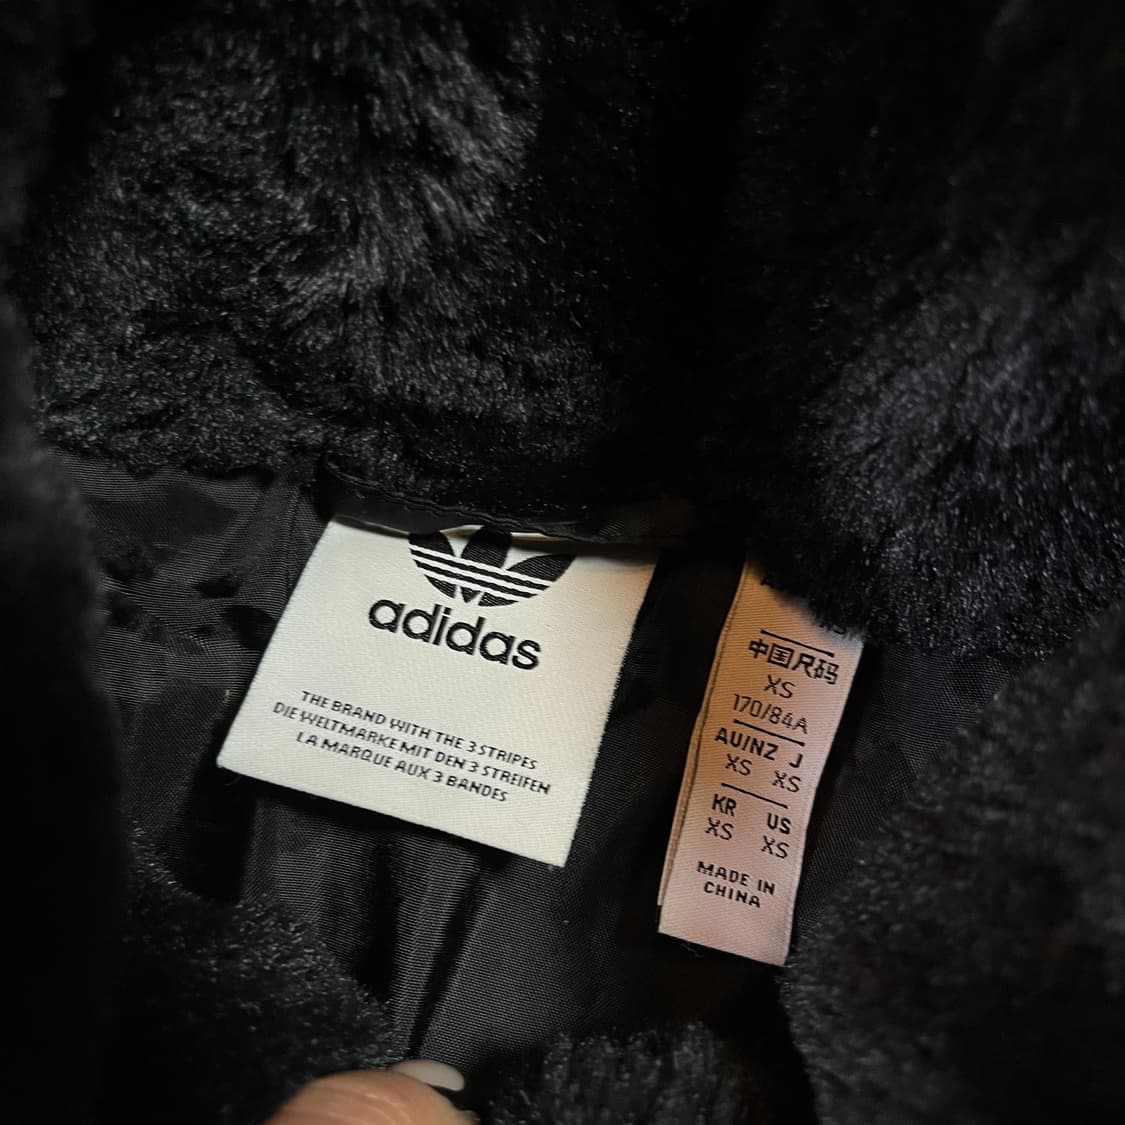 adidas
THE BRAND WITH THE 3 STRIPES
DIE WELTMARKE MIT DEN 3 STREIFEN
LA MARQUE AUX 3 BANDES
中国尺码
XS
170/84A
AU/NZ J
XS XS
KR US
XS XS
MADE IN
CHINA